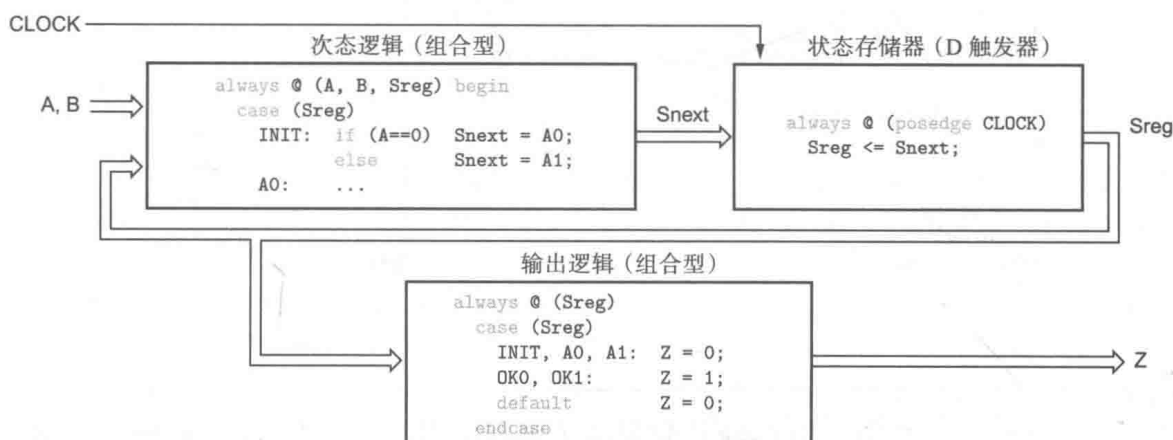 CLOCK
次态逻辑（组合型）
状态存储器（D 触发器）
A, B
always @ (A, B, Sreg) begin
case (Sreg)
INIT: if (A==0) Snext = A0;
else Snext = A1;
A0: ...
Snext
always @ (posedge CLOCK)
Sreg <= Snext;
Sreg
输出逻辑（组合型）
always @ (Sreg)
case (Sreg)
INIT, A0, A1: Z = 0;
OK0, OK1: Z = 1;
default Z = 0;
endcase
Z